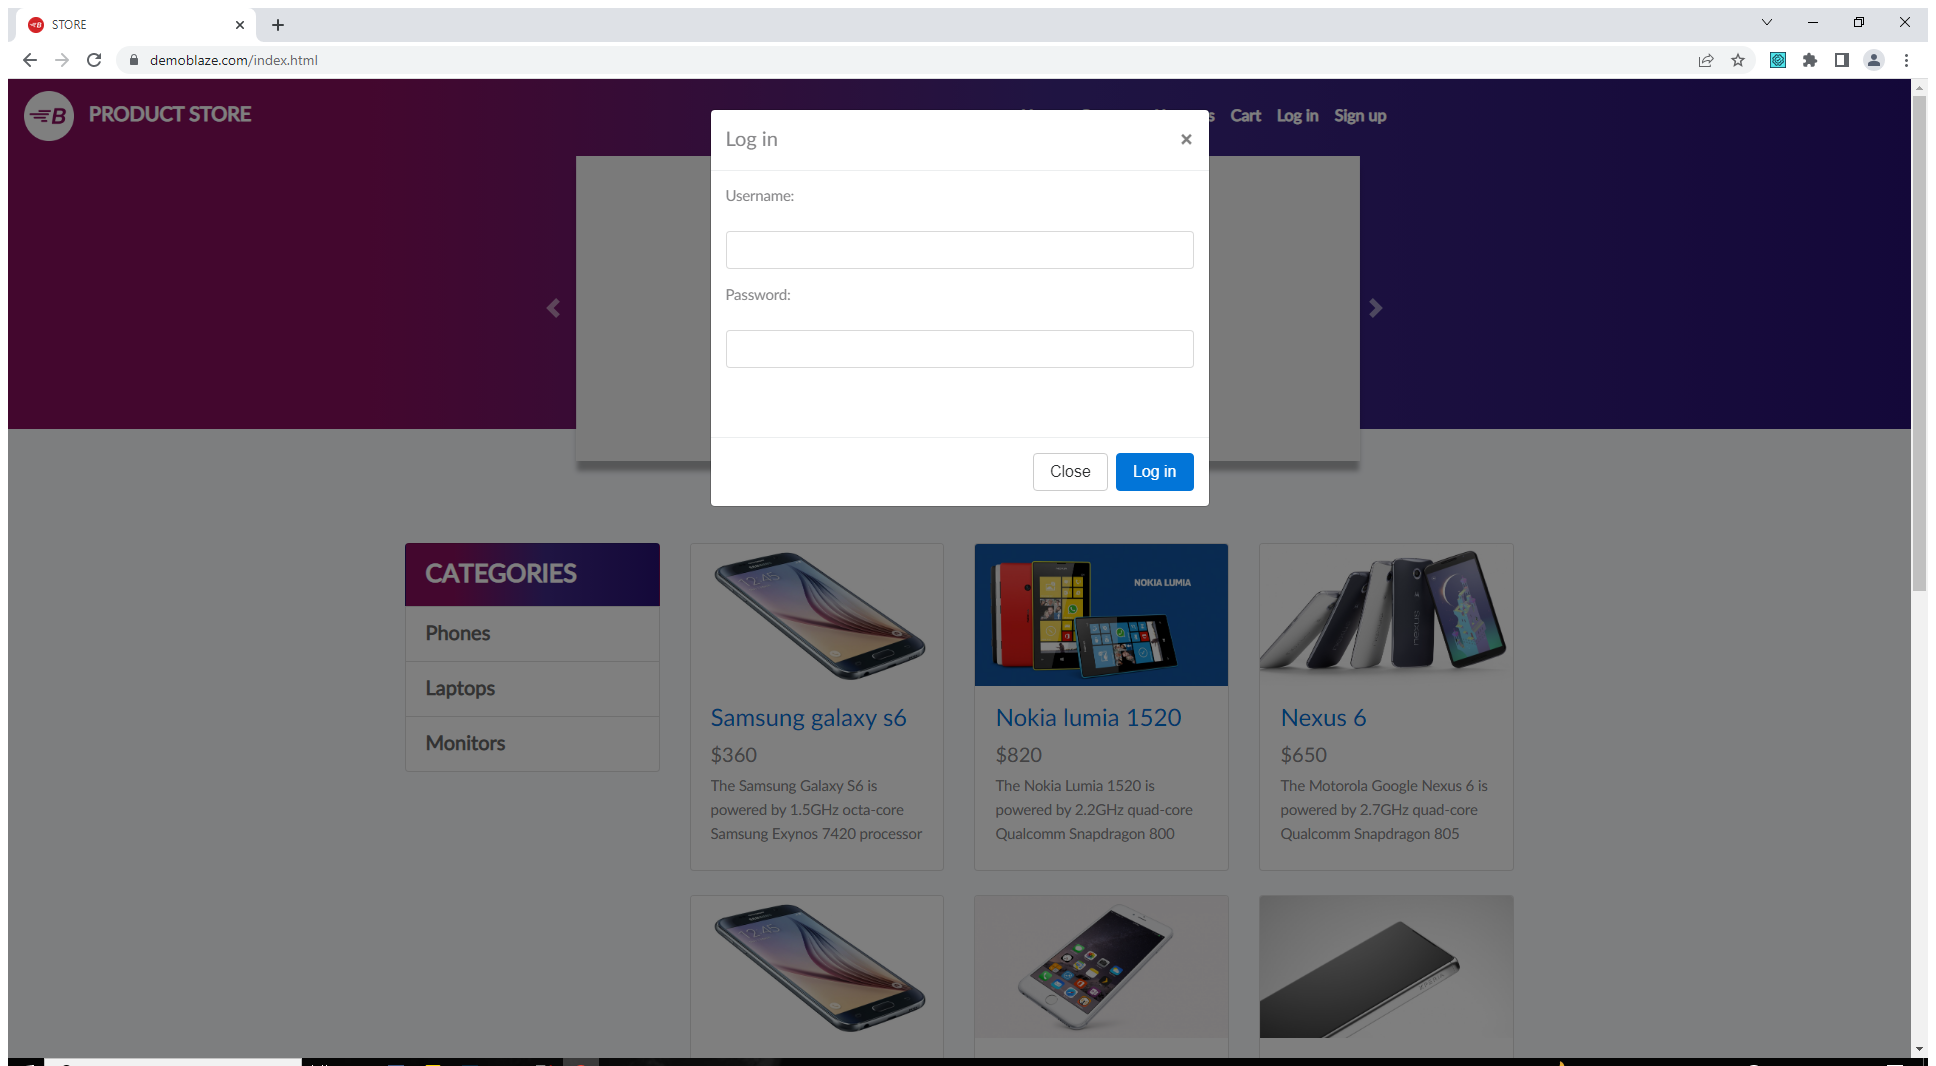 STORE
demoblaze.com/index.html
B PRODUCT STORE
Cart Log in Sign up
Log in
Username:
Password:
Close Log in
CATEGORIES
Phones
Laptops
Monitors
NOKIA LUMIA
Samsung galaxy s6
$360
The Samsung Galaxy S6 is
powered by 1.5GHz octa-core
Samsung Exynos 7420 processor
Nokia lumia 1520
$820
The Nokia Lumia 1520 is
powered by 2.2GHz quad-core
Qualcomm Snapdragon 800
Nexus 6
$650
The Motorola Google Nexus 6 is
powered by 2.7GHz quad-core
Qualcomm Snapdragon 805